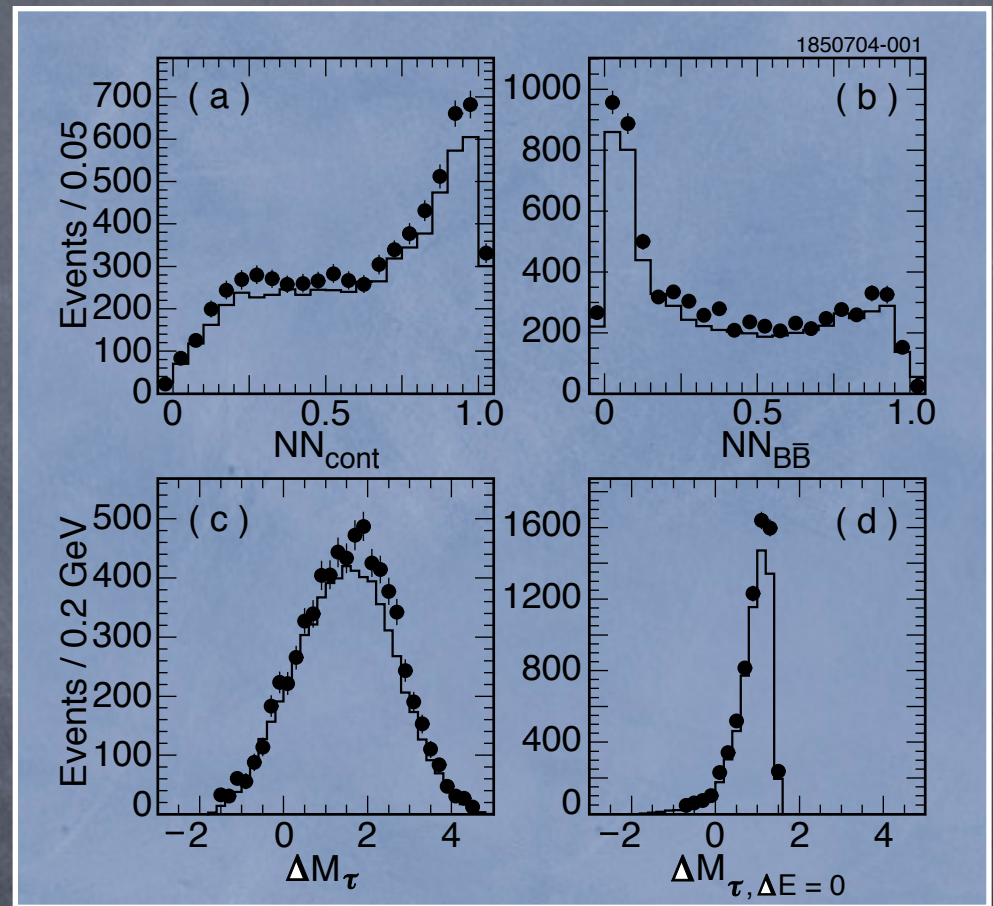 1850704-001
( a )
Events / 0.05
700
600
500
400
300
200
100
0
0 0.5 1.0
NNcont
( b )
1000
800
600
400
200
0
0 0.5 1.0
NNBB̄
( c )
Events / 0.2 GeV
500
400
300
200
100
0
−2 0 2 4
ΔMτ
( d )
1600
1200
800
400
0
−2 0 2 4
ΔMτ, ΔE = 0